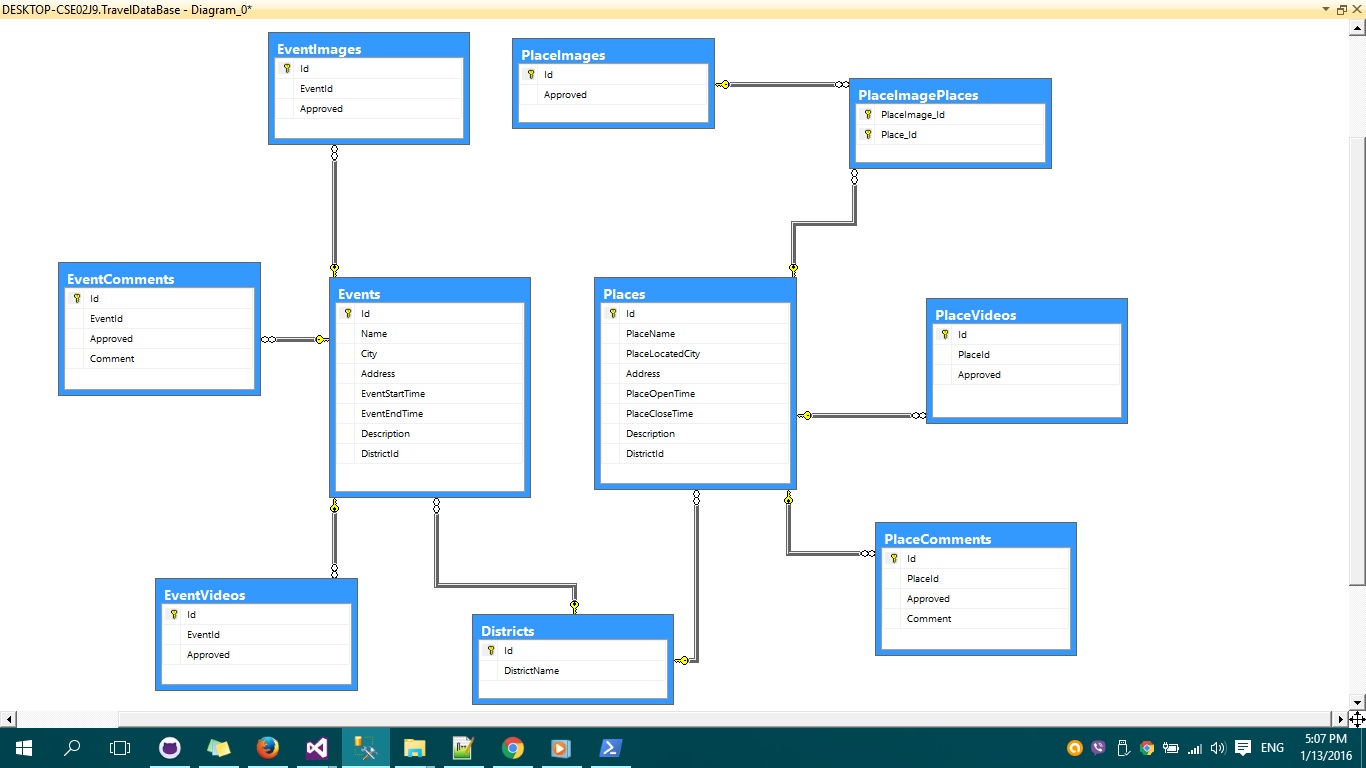 DESKTOP-CSE02J9.TravelDataBase - Diagram_0*
EventImages
Id
EventId
Approved
PlaceImages
Id
Approved
PlaceImagePlaces
PlaceImage_Id
Place_Id
EventComments
Id
EventId
Approved
Comment
Events
Id
Name
City
Address
EventStartTime
EventEndTime
Description
DistrictId
Places
Id
PlaceName
PlaceLocatedCity
Address
PlaceOpenTime
PlaceCloseTime
Description
DistrictId
PlaceVideos
Id
PlaceId
Approved
EventVideos
Id
EventId
Approved
Districts
Id
DistrictName
PlaceComments
Id
PlaceId
Approved
Comment
ENG
5:07 PM
1/13/2016